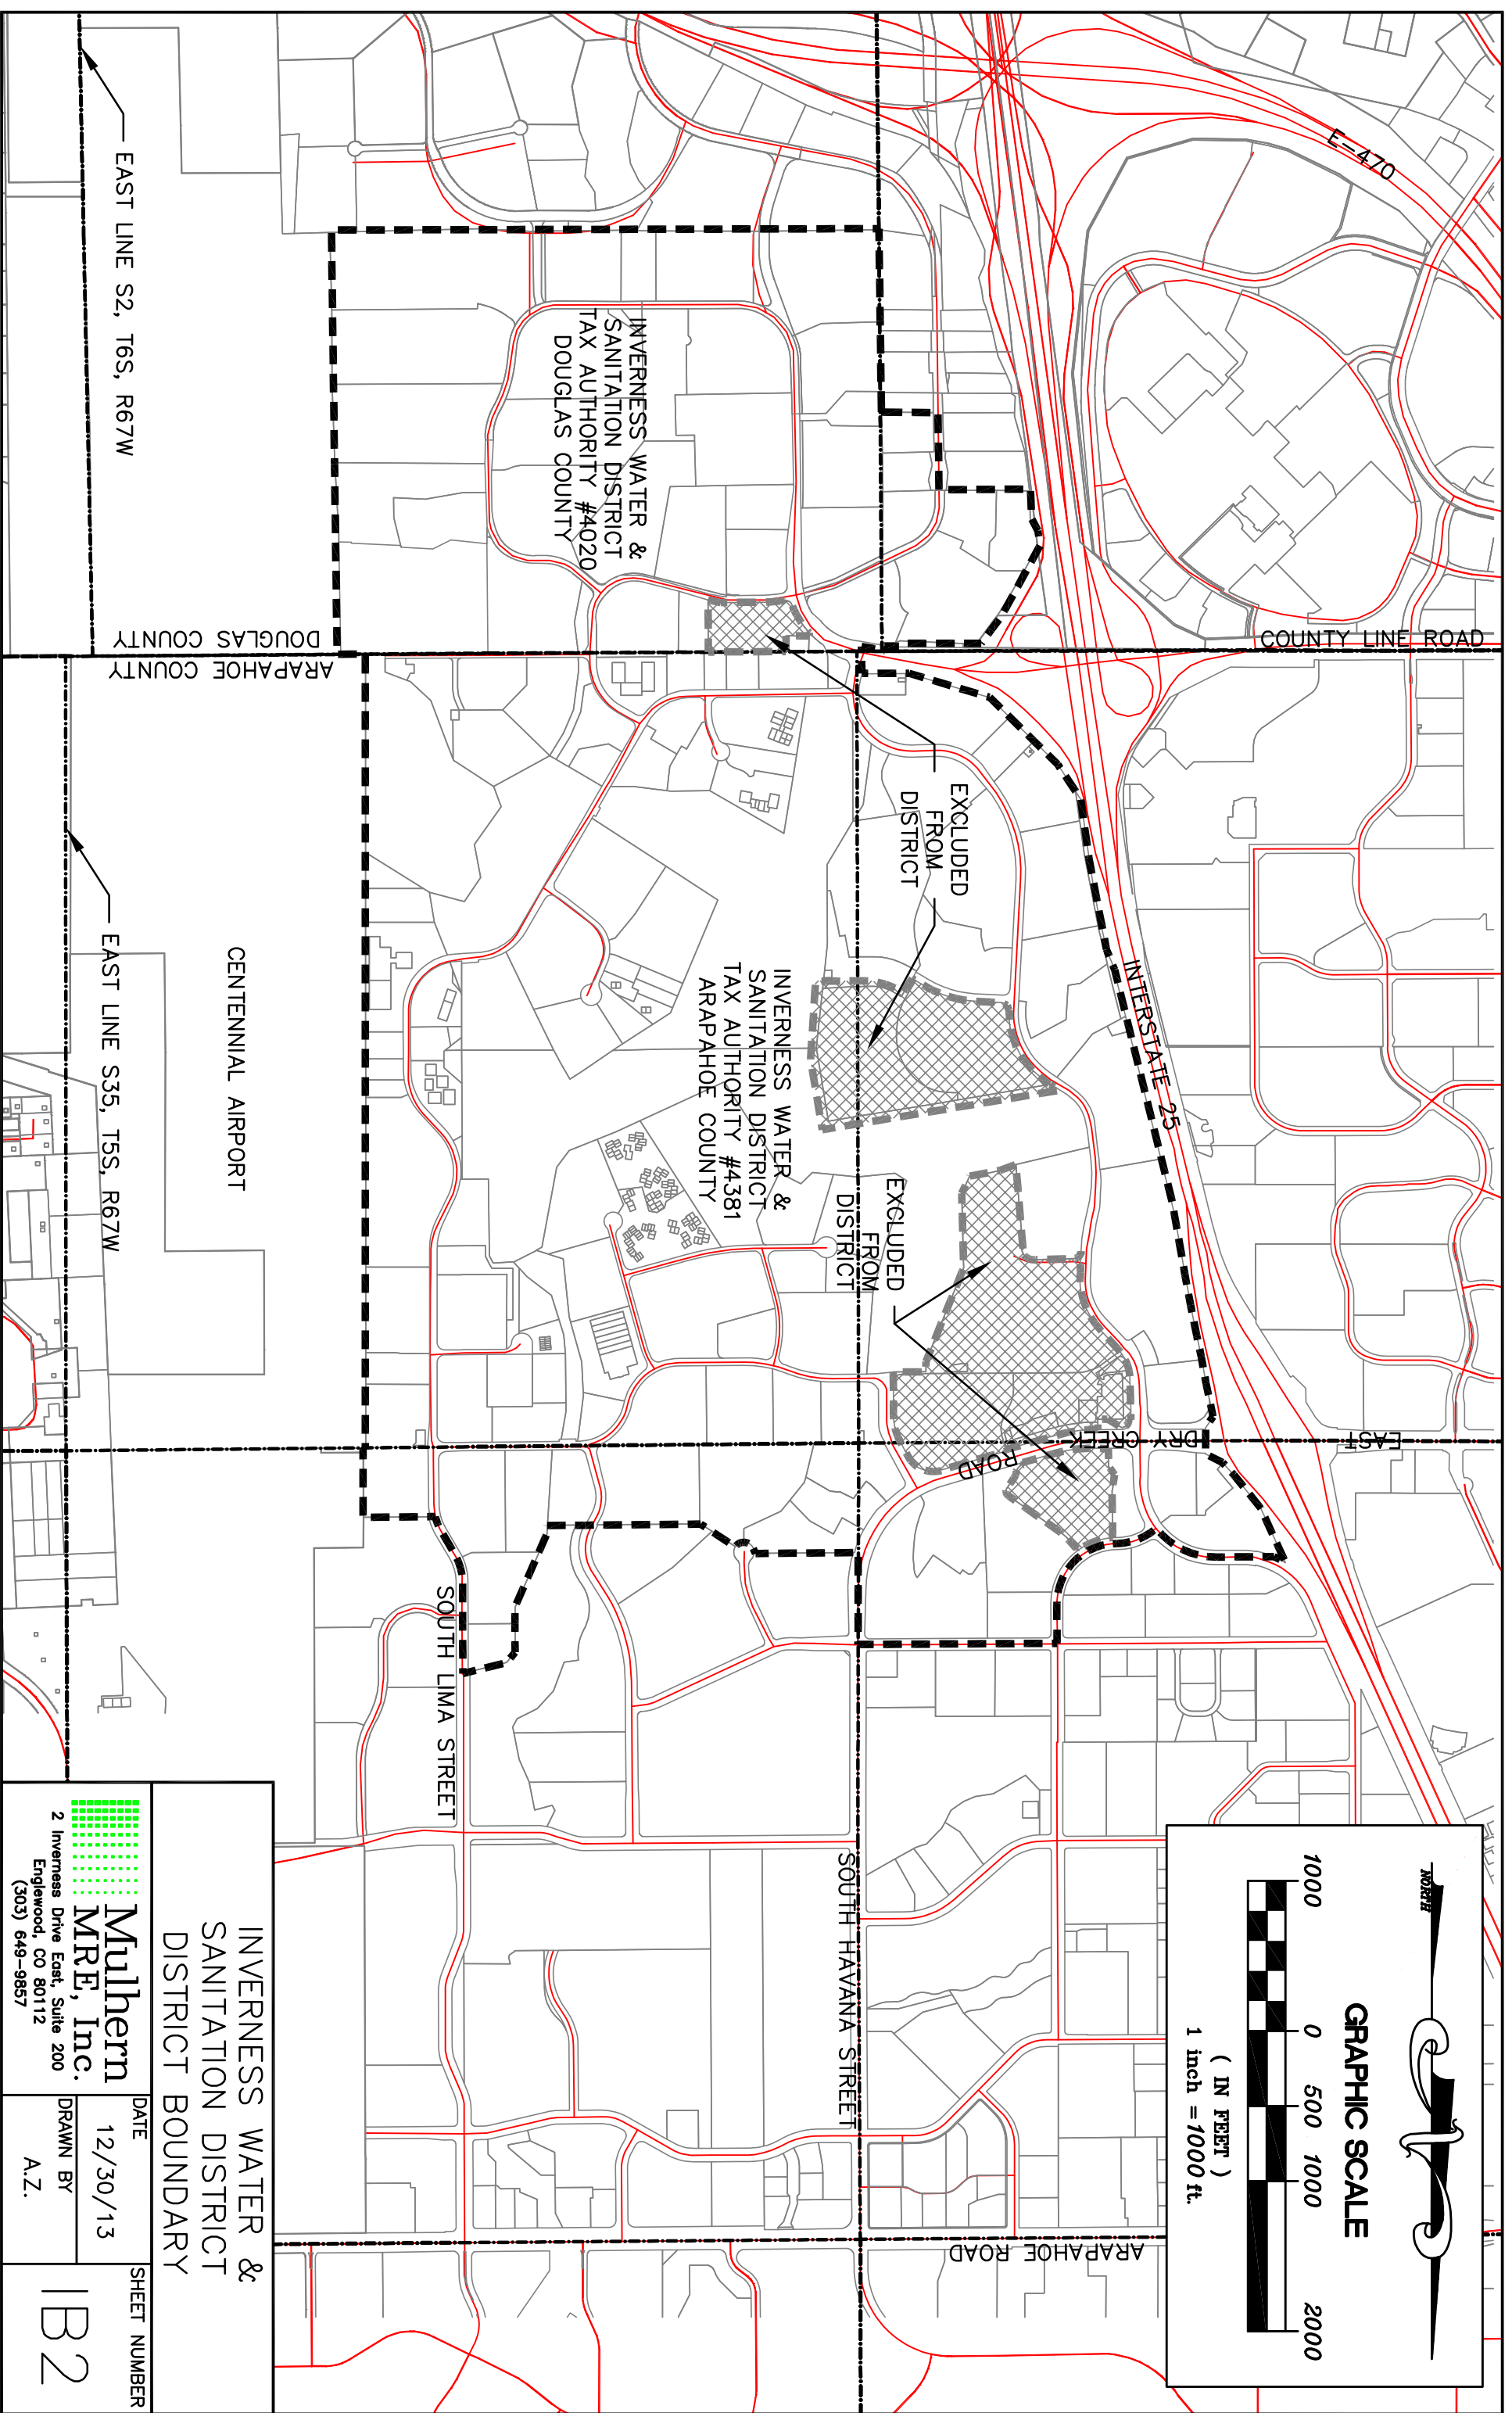 E-470
COUNTY LINE ROAD
INTERSTATE 25
EAST
DRY CREEK
ROAD
INVERNESS WATER &
SANITATION DISTRICT
TAX AUTHORITY #4020
DOUGLAS COUNTY
EXCLUDED
FROM
DISTRICT
INVERNESS WATER &
SANITATION DISTRICT
TAX AUTHORITY #4381
ARAPAHOE COUNTY
EXCLUDED
FROM
DISTRICT
DOUGLAS COUNTY
ARAPAHOE COUNTY
EAST LINE S2, T6S, R67W
EAST LINE S35, T5S, R67W
CENTENNIAL AIRPORT
SOUTH LIMA STREET
SOUTH HAVANA STREET
ARAPAHOE ROAD
NORTH
GRAPHIC SCALE
1000 0 500 1000 2000
( IN FEET )
1 inch = 1000 ft.
INVERNESS WATER &
SANITATION DISTRICT
DISTRICT BOUNDARY
Mulhern
MRE, Inc.
2 Inverness Drive East, Suite 200
Englewood, CO 80112
(303) 649-9857
DATE
12/30/13
DRAWN BY
A.Z.
SHEET NUMBER
1B2